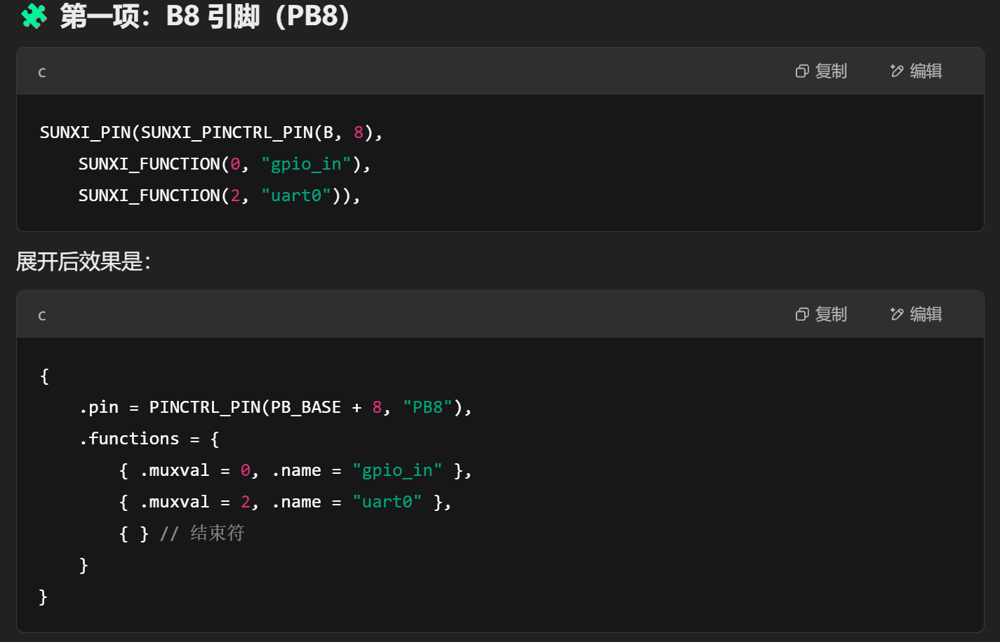 第一项：B8 引脚（PB8）
c
复制
编辑
SUNXI_PIN(SUNXI_PINCTRL_PIN(B, 8),
    SUNXI_FUNCTION(0, "gpio_in"),
    SUNXI_FUNCTION(2, "uart0")),
展开后效果是：
c
复制
编辑
{
    .pin = PINCTRL_PIN(PB_BASE + 8, "PB8"),
    .functions = {
        { .muxval = 0, .name = "gpio_in" },
        { .muxval = 2, .name = "uart0" },
        { } // 结束符
    }
}